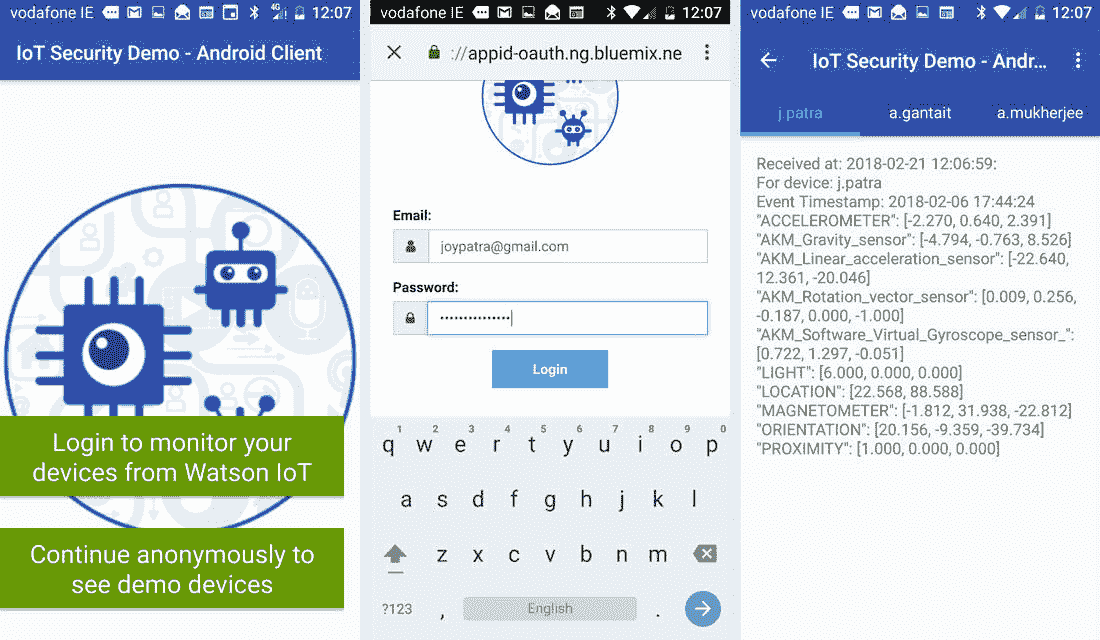 vodafone IE 12:07
IoT Security Demo - Android Client
Login to monitor your
devices from Watson IoT
Continue anonymously to
see demo devices
vodafone IE 12:07
://appid-oauth.ng.bluemix.ne
Email:
joypatra@gmail.com
Password:
Login
1 2 3 4 5 6 7 8 9 0
q w e r t y u i o p
a s d f g h j k l
z x c v b n m
?123 , English .
vodafone IE 12:07
IoT Security Demo - Andr...
j.patra a.gantait a.mukherjee
Received at: 2018-02-21 12:06:59:
For device: j.patra
Event Timestamp: 2018-02-06 17:44:24
"ACCELEROMETER": [-2.270, 0.640, 2.391]
"AKM_Gravity_sensor": [-4.794, -0.763, 8.526]
"AKM_Linear_acceleration_sensor": [-22.640,
12.361, -20.046]
"AKM_Rotation_vector_sensor": [0.009, 0.256,
-0.187, 0.000, -1.000]
"AKM_Software_Virtual_Gyroscope_sensor_":
[0.722, 1.297, -0.051]
"LIGHT": [6.000, 0.000, 0.000]
"LOCATION": [22.568, 88.588]
"MAGNETOMETER": [-1.812, 31.938, -22.812]
"ORIENTATION": [20.156, -9.359, -39.734]
"PROXIMITY": [1.000, 0.000, 0.000]